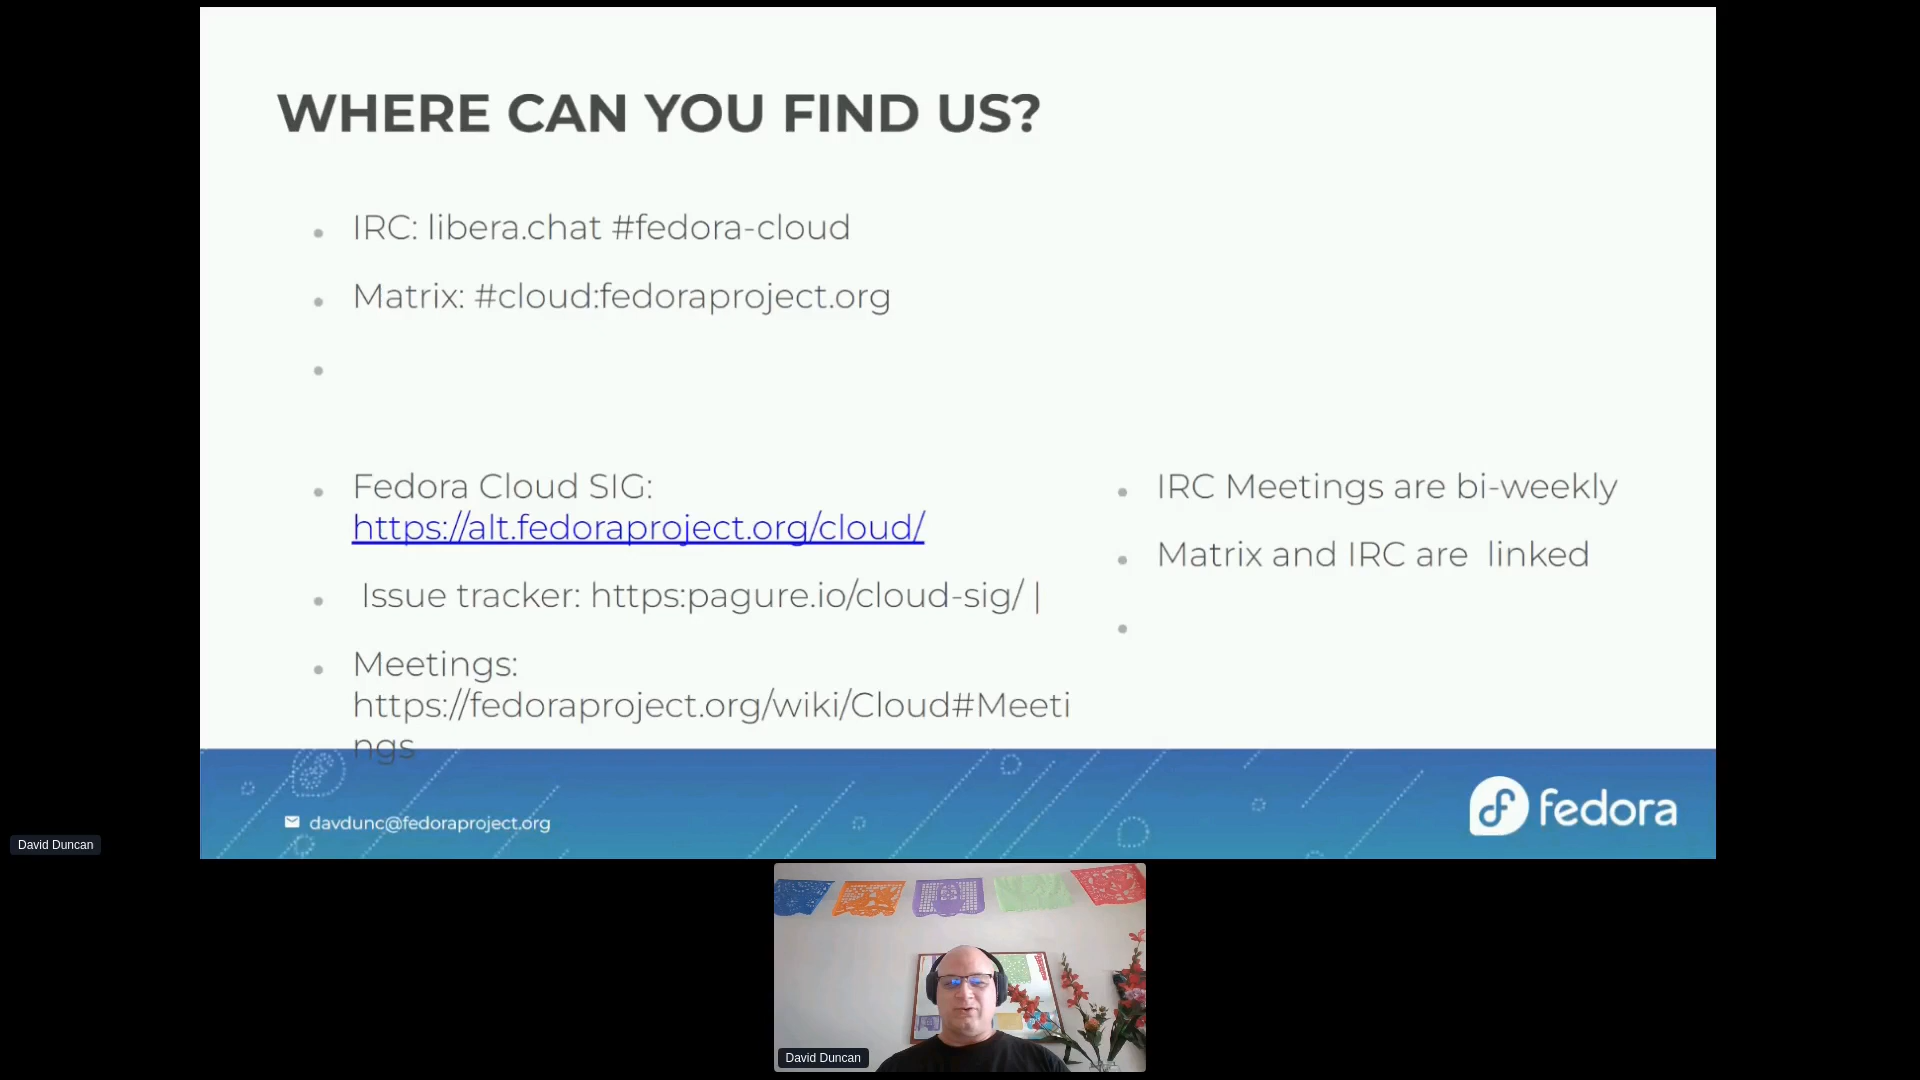 WHERE CAN YOU FIND US?
IRC: libera.chat #fedora-cloud
Matrix: #cloud:fedoraproject.org
Fedora Cloud SIG:
https://alt.fedoraproject.org/cloud/
Issue tracker: https:pagure.io/cloud-sig/ |
Meetings:
https://fedoraproject.org/wiki/Cloud#Meeti
ngs
IRC Meetings are bi-weekly
Matrix and IRC are linked
davdunc@fedoraproject.org
fedora
David Duncan
David Duncan